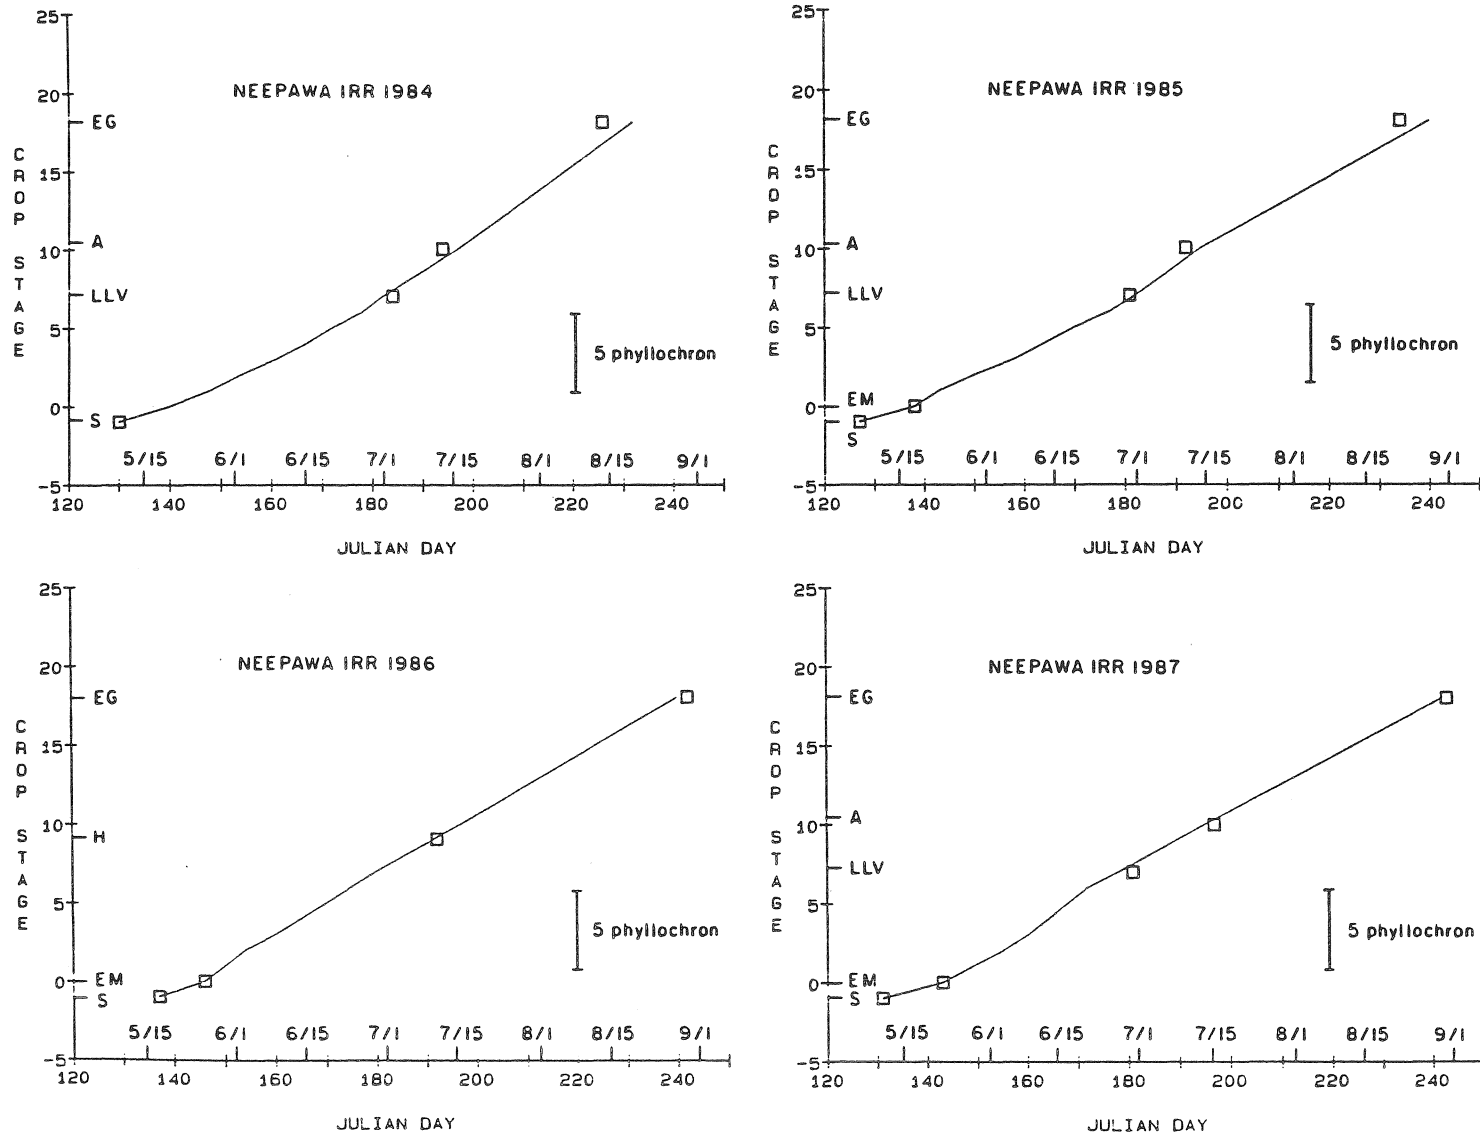 NEEPAWA IRR 1984
CROP STAGE
25
20
EG
15
A
10
LLV
5
5 phyllochron
0
S
5/15 6/1 6/15 7/1 7/15 8/1 8/15 9/1
-5
120 140 160 180 200 220 240
JULIAN DAY
NEEPAWA IRR 1985
CROP STAGE
25
20
EG
15
A
10
LLV
5
5 phyllochron
EM
0
S
5/15 6/1 6/15 7/1 7/15 8/1 8/15 9/1
-5
120 140 160 180 200 220 240
JULIAN DAY
NEEPAWA IRR 1986
CROP STAGE
25
20
EG
15
10
H
5
5 phyllochron
EM
0
S
5/15 6/1 6/15 7/1 7/15 8/1 8/15 9/1
-5
120 140 160 180 200 220 240
JULIAN DAY
NEEPAWA IRR 1987
CROP STAGE
25
20
EG
15
A
10
LLV
5
5 phyllochron
EM
0
S
5/15 6/1 6/15 7/1 7/15 8/1 8/15 9/1
-5
120 140 160 180 200 220 240
JULIAN DAY